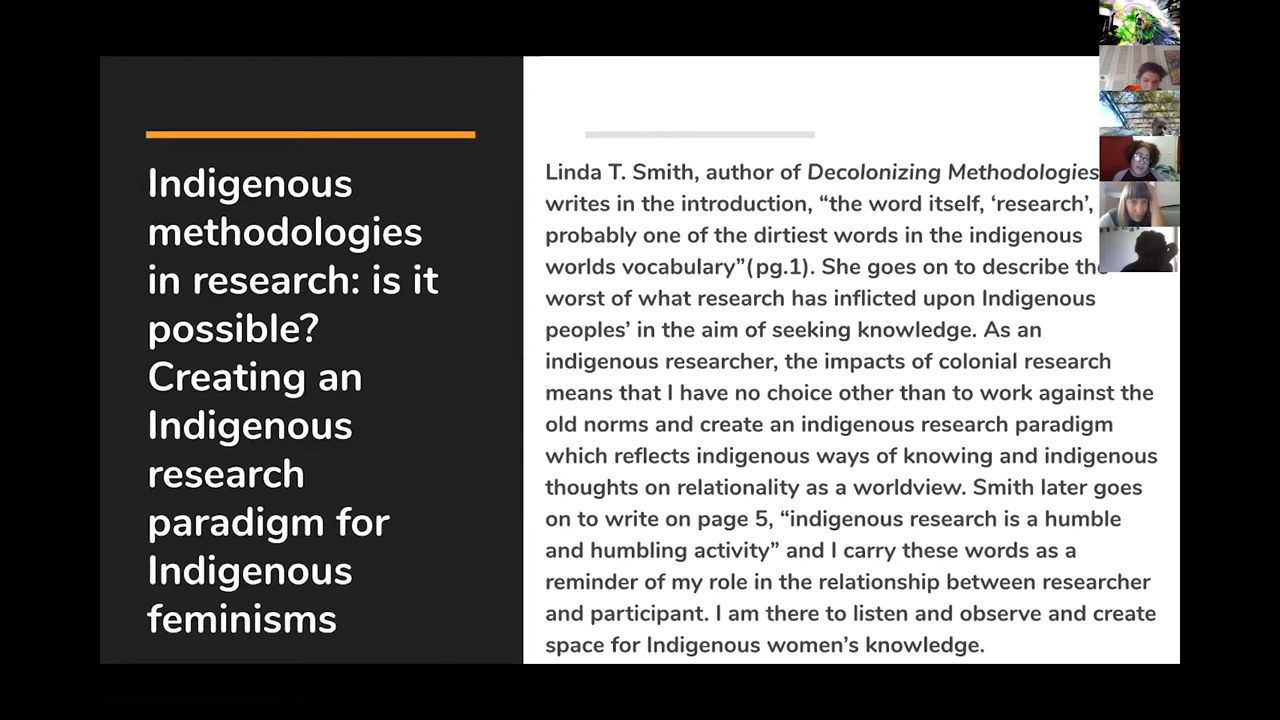 Indigenous
methodologies
in research: is it
possible?
Creating an
Indigenous
research
paradigm for
Indigenous
feminisms
Linda T. Smith, author of Decolonizing Methodologies
writes in the introduction, “the word itself, ‘research’,
probably one of the dirtiest words in the indigenous
worlds vocabulary”(pg.1). She goes on to describe the
worst of what research has inflicted upon Indigenous
peoples’ in the aim of seeking knowledge. As an
indigenous researcher, the impacts of colonial research
means that I have no choice other than to work against the
old norms and create an indigenous research paradigm
which reflects indigenous ways of knowing and indigenous
thoughts on relationality as a worldview. Smith later goes
on to write on page 5, “indigenous research is a humble
and humbling activity” and I carry these words as a
reminder of my role in the relationship between researcher
and participant. I am there to listen and observe and create
space for Indigenous women’s knowledge.